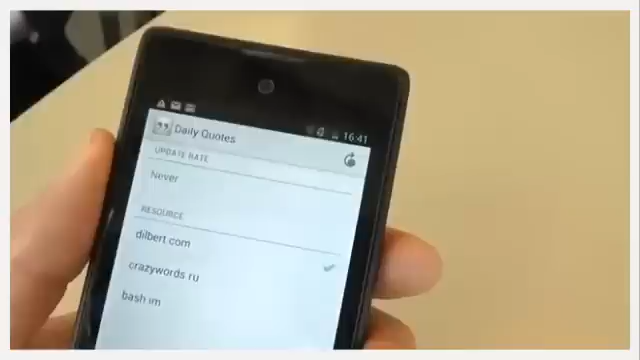 16:41
Daily Quotes
UPDATE RATE
Never
RESOURCE
dilbert com
crazywords ru
bash im